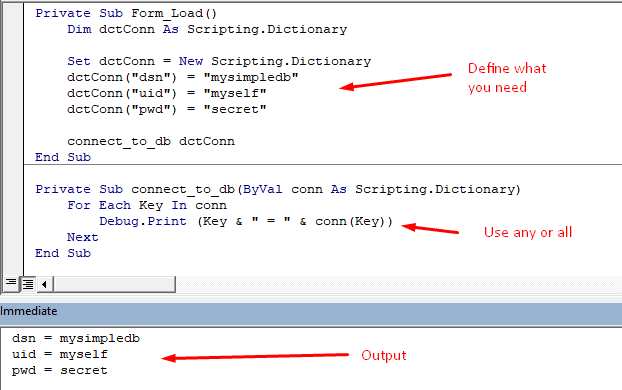 Private Sub Form_Load()
Dim dctConn As Scripting.Dictionary
Set dctConn = New Scripting.Dictionary
dctConn("dsn") = "mysimpledb"
dctConn("uid") = "myself"
dctConn("pwd") = "secret"
Define what
you need
connect_to_db dctConn
End Sub
Private Sub connect_to_db(ByVal conn As Scripting.Dictionary)
For Each Key In conn
Debug.Print (Key & " = " & conn(Key))
Use any or all
Next
End Sub
Immediate
dsn = mysimpledb
uid = myself
Output
pwd = secret